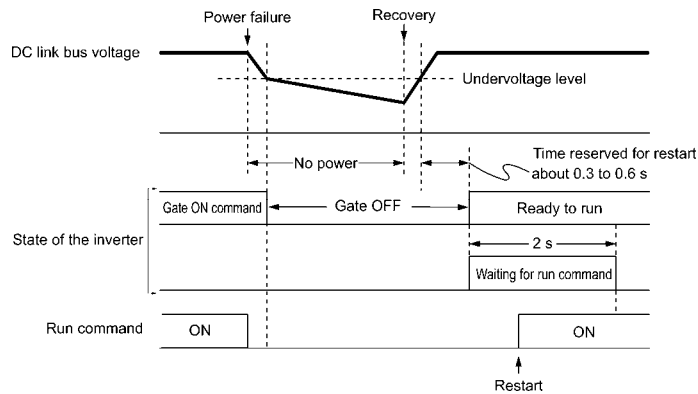 Power failure
Recovery
DC link bus voltage
Undervoltage level
No power
Time reserved for restart
about 0.3 to 0.6 s
Gate ON command
Gate OFF
Ready to run
State of the inverter
2 s
Waiting for run command
Run command
ON
ON
Restart